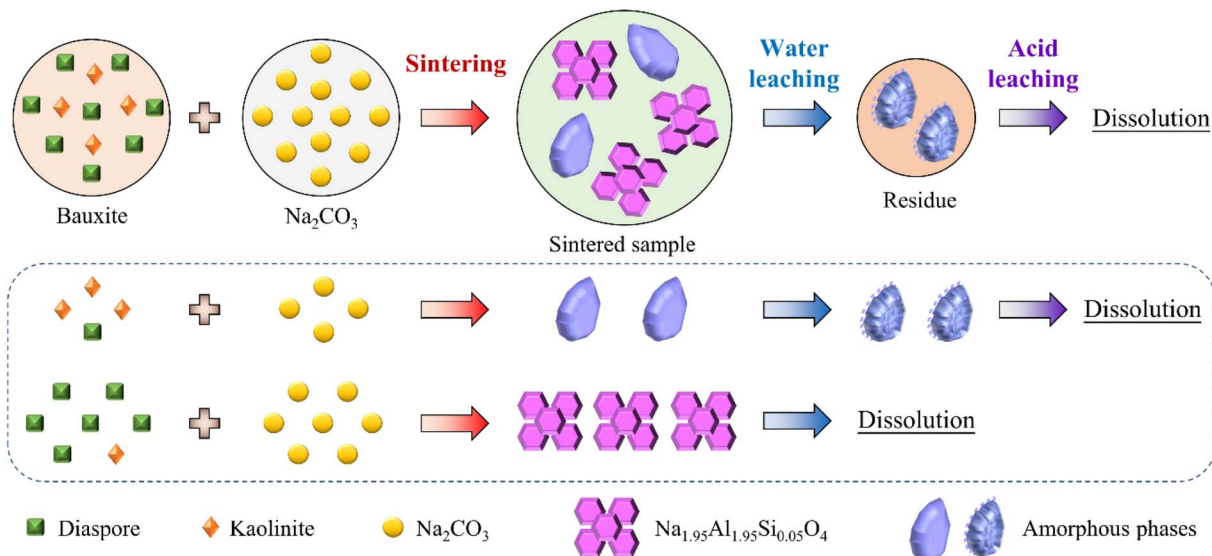 Sintering
Water
leaching
Acid
leaching
Dissolution
Bauxite
Na₂CO₃
Sintered sample
Residue
Dissolution
Dissolution
Diaspore
Kaolinite
Na₂CO₃
Na₁.₉₅Al₁.₉₅Si₀.₀₅O₄
Amorphous phases